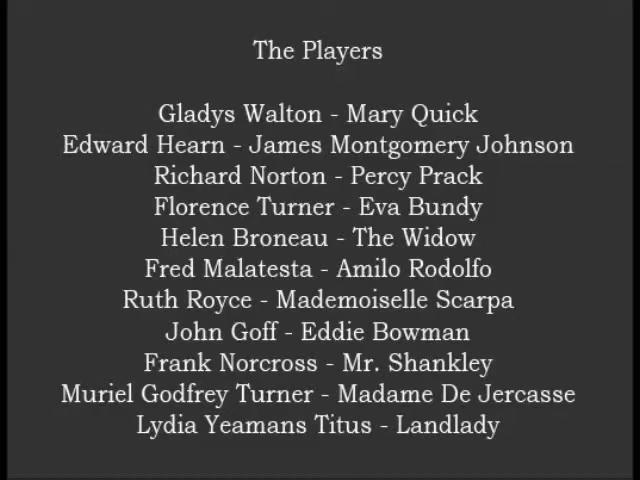 The Players
Gladys Walton - Mary Quick
Edward Hearn - James Montgomery Johnson
Richard Norton - Percy Prack
Florence Turner - Eva Bundy
Helen Broneau - The Widow
Fred Malatesta - Amilo Rodolfo
Ruth Royce - Mademoiselle Scarpa
John Goff - Eddie Bowman
Frank Norcross - Mr. Shankley
Muriel Godfrey Turner - Madame De Jercasse
Lydia Yeamans Titus - Landlady